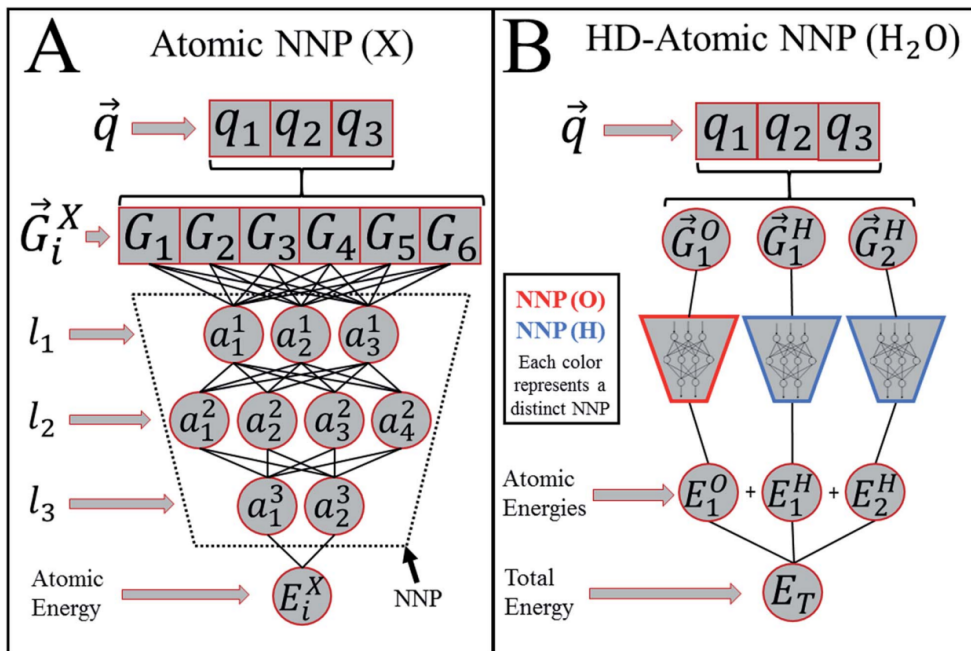 A
Atomic NNP (X)
q⃗
q₁ q₂ q₃
G⃗ᵢˣ
G₁ G₂ G₃ G₄ G₅ G₆
l₁
a₁¹ a₂¹ a₃¹
l₂
a₁² a₂² a₃² a₄²
l₃
a₁³ a₂³
Atomic
Energy
Eᵢˣ
NNP
B
HD-Atomic NNP (H₂O)
q⃗
q₁ q₂ q₃
G⃗₁ᴼ G⃗₁ᴴ G⃗₂ᴴ
NNP (O)
NNP (H)
Each color
represents a
distinct NNP
Atomic
Energies
E₁ᴼ + E₁ᴴ + E₂ᴴ
Total
Energy
E_T